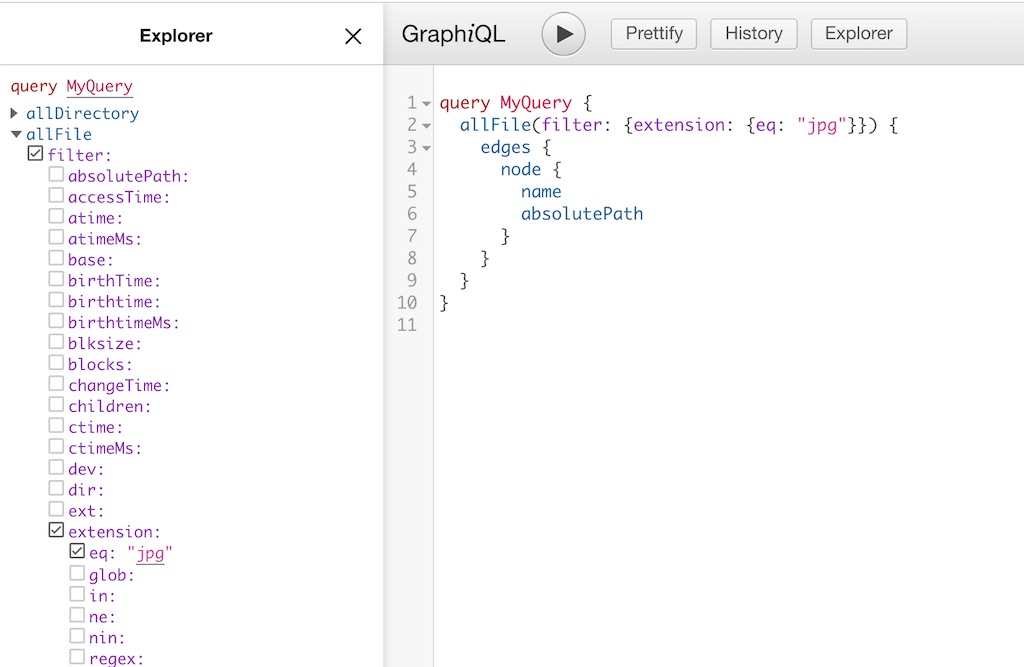 Explorer
query MyQuery
allDirectory
allFile
filter:
absolutePath:
accessTime:
atime:
atimeMs:
base:
birthTime:
birthtime:
birthtimeMs:
blksize:
blocks:
changeTime:
children:
ctime:
ctimeMs:
dev:
dir:
ext:
extension:
eq: "jpg"
glob:
in:
ne:
nin:
regex:
GraphiQL Prettify History Explorer
1 query MyQuery {
2 allFile(filter: {extension: {eq: "jpg"}}) {
3 edges {
4 node {
5 name
6 absolutePath
7 }
8 }
9 }
10 }
11